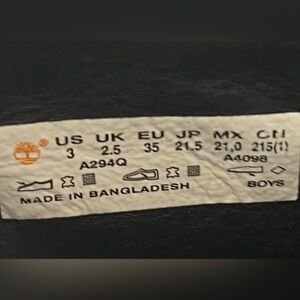 ® US UK EU JP MX CN
3 2.5 35 21.5 21,0 215(1)
A294Q A4098
BOYS
MADE IN BANGLADESH